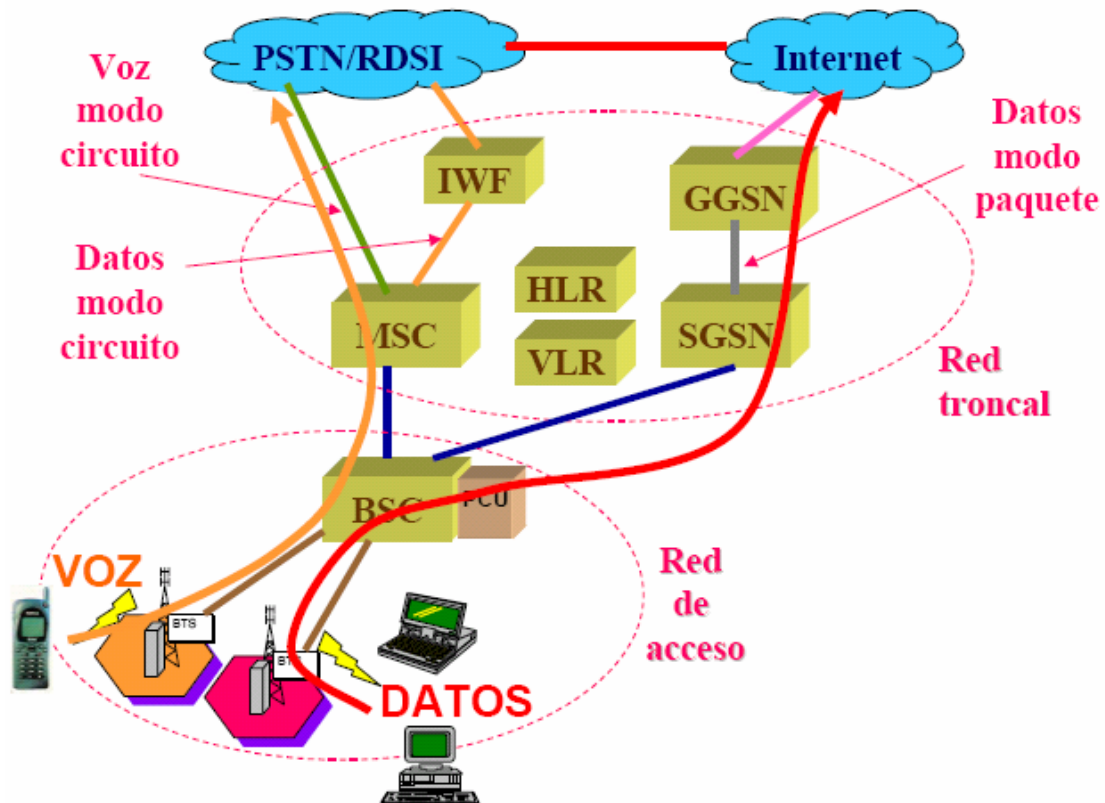 PSTN/RDSI
Internet
Voz
modo
circuito
Datos
modo
paquete
IWF
GGSN
Datos
modo
circuito
HLR
MSC
VLR
SGSN
Red
troncal
BSC
PCU
Red
de
acceso
VOZ
BTS
DATOS